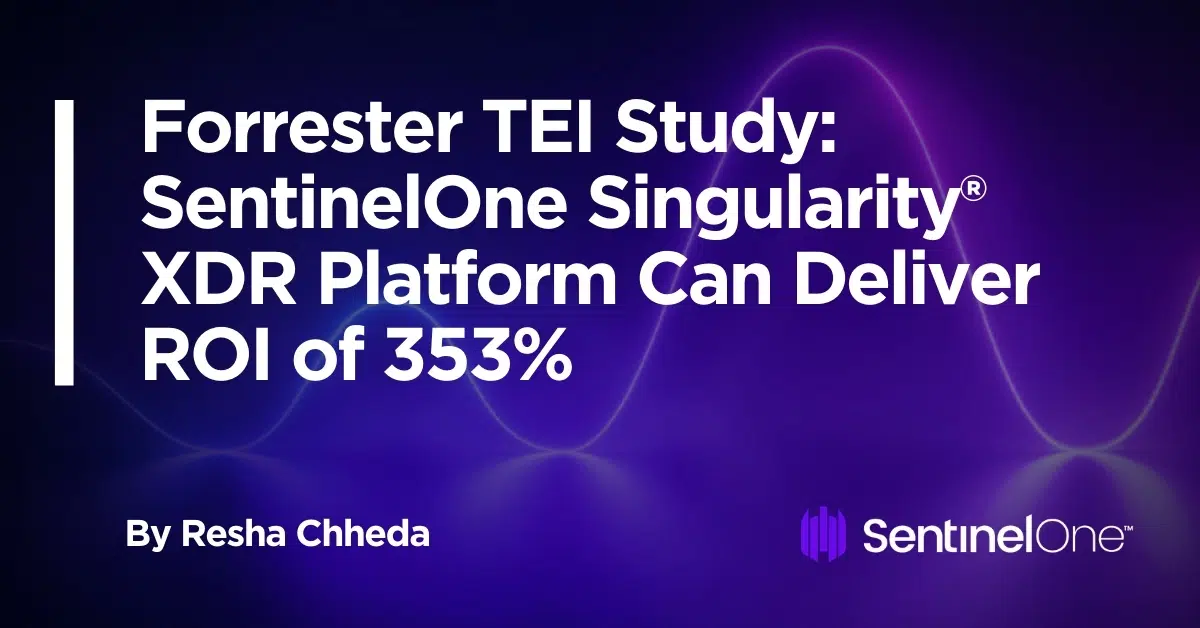 Forrester TEI Study:
SentinelOne Singularity®
XDR Platform Can Deliver
ROI of 353%
By Resha Chheda
SentinelOne™